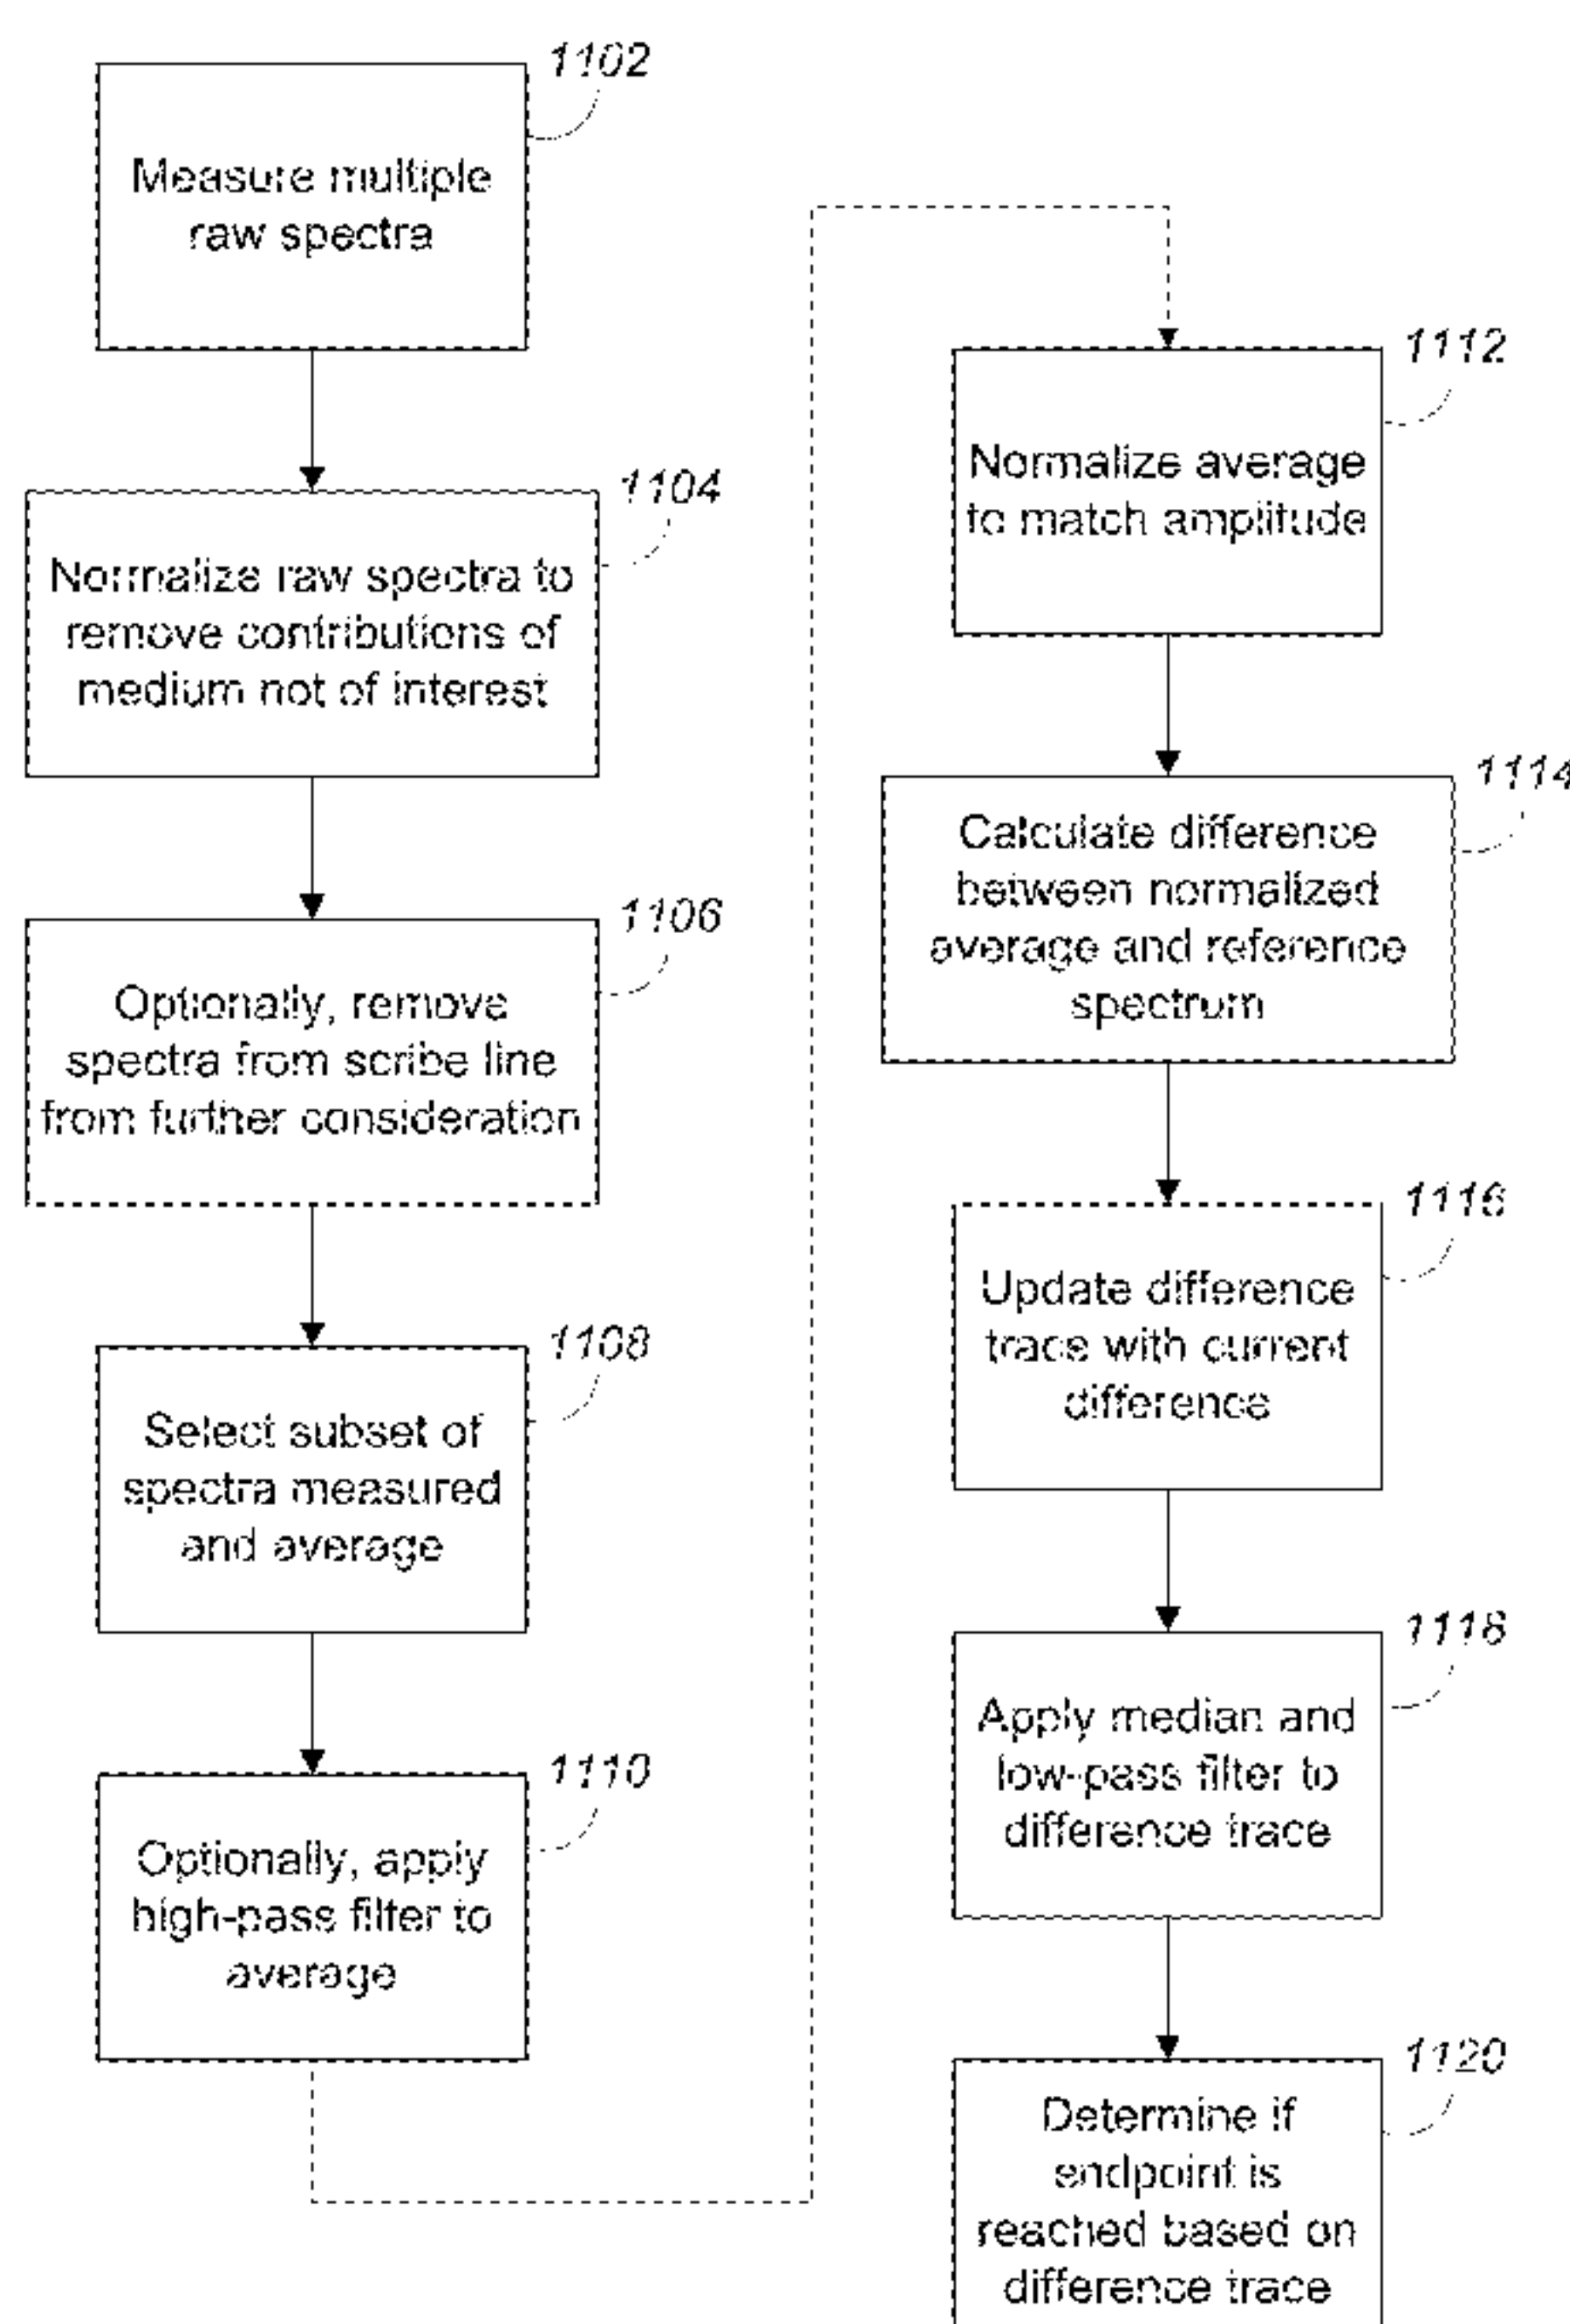 1102
Measure multiple
raw spectra
1104
Normalize raw spectra to
remove contributions of
medium not of interest
1106
Optionally, remove
spectra from scribe line
from further consideration
1108
Select subset of
spectra measured
and average
1110
Optionally, apply
high-pass filter to
average
1112
Normalize average
to match amplitude
1114
Calculate difference
between normalized
average and reference
spectrum
1116
Update difference
trace with current
difference
1118
Apply median and
low-pass filter to
difference trace
1120
Determine if
endpoint is
reached based on
difference trace